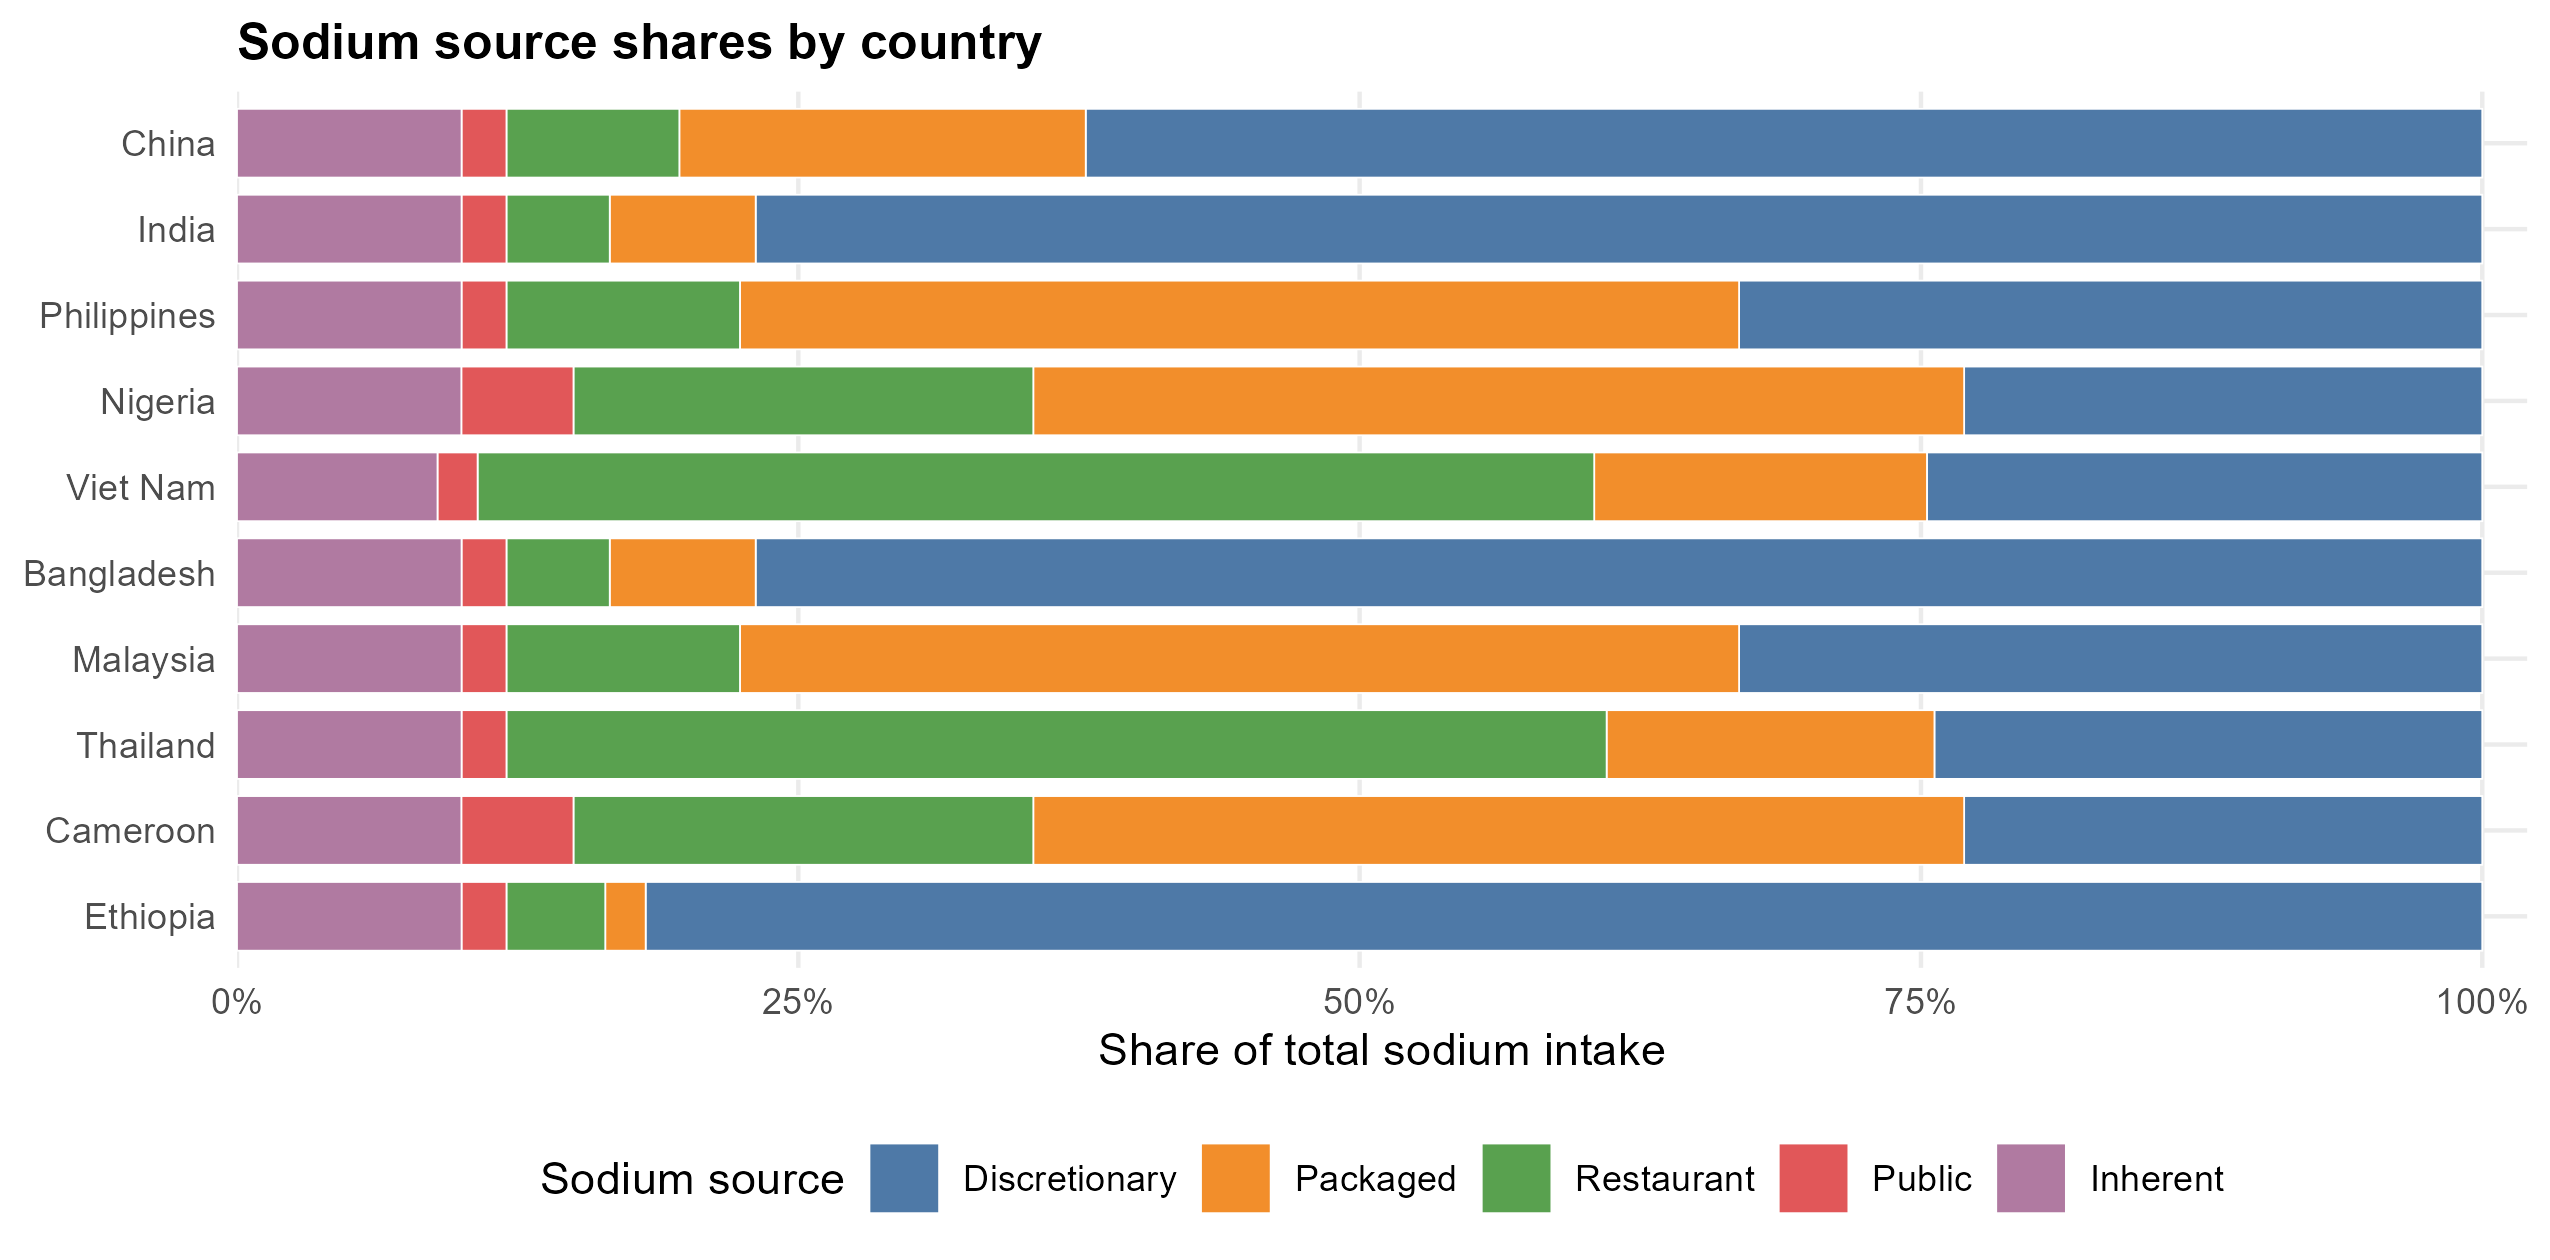 Sodium source shares by country
China
India
Philippines
Nigeria
Viet Nam
Bangladesh
Malaysia
Thailand
Cameroon
Ethiopia
0% 25% 50% 75% 100%
Share of total sodium intake
Sodium source Discretionary Packaged Restaurant Public Inherent